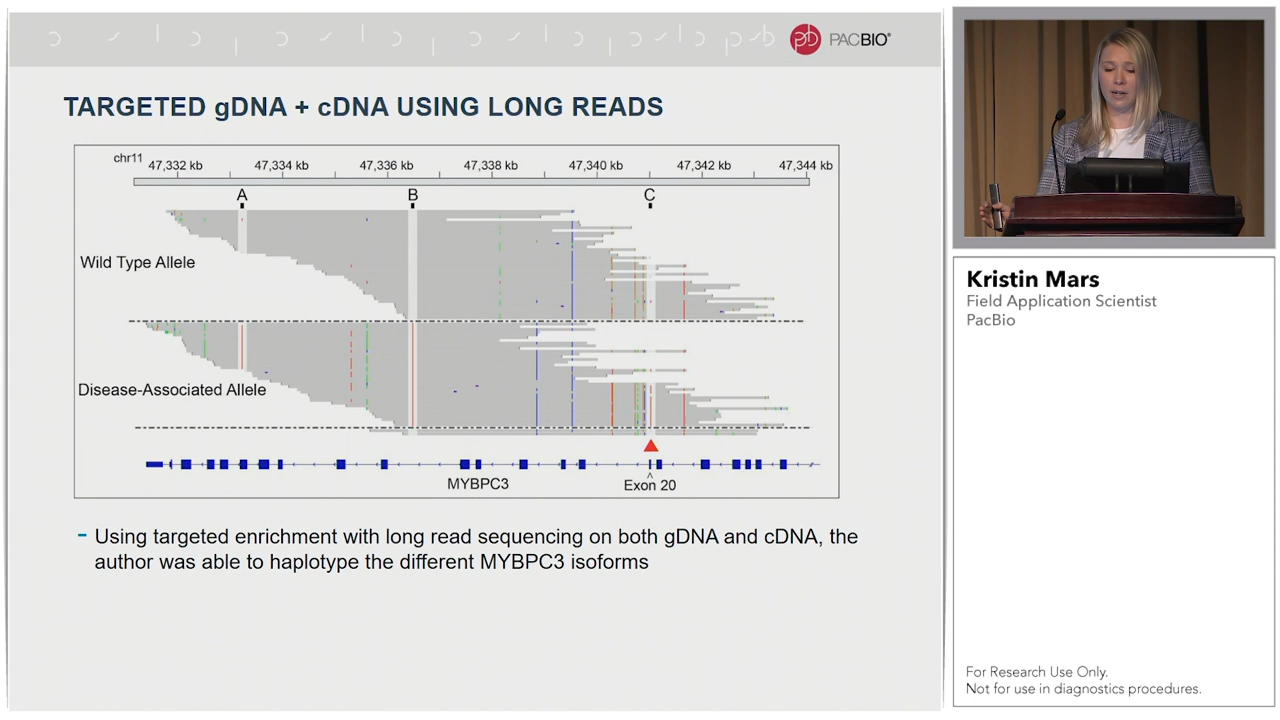 PACBIO®
TARGETED gDNA + cDNA USING LONG READS
chr11 47,332 kb 47,334 kb 47,336 kb 47,338 kb 47,340 kb 47,342 kb 47,344 kb
A B C
Wild Type Allele
Disease-Associated Allele
MYBPC3 Exon 20
Using targeted enrichment with long read sequencing on both gDNA and cDNA, the
author was able to haplotype the different MYBPC3 isoforms
Kristin Mars
Field Application Scientist
PacBio
For Research Use Only.
Not for use in diagnostics procedures.